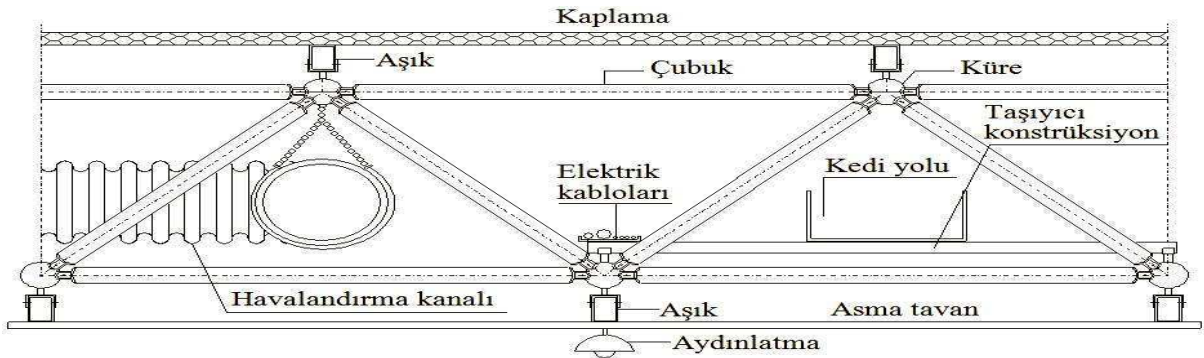 Kaplama
Aşık
Çubuk
Küre
Taşıyıcı
konstrüksiyon
Elektrik
kabloları
Kedi yolu
Havalandırma kanalı
Aşık
Asma tavan
Aydınlatma